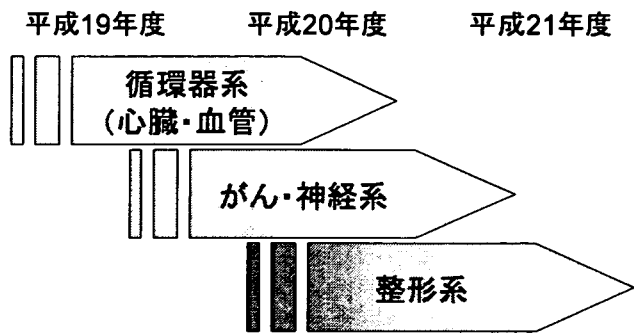 平成19年度 平成20年度 平成21年度
循環器系
(心臓・血管)
がん・神経系
整形系